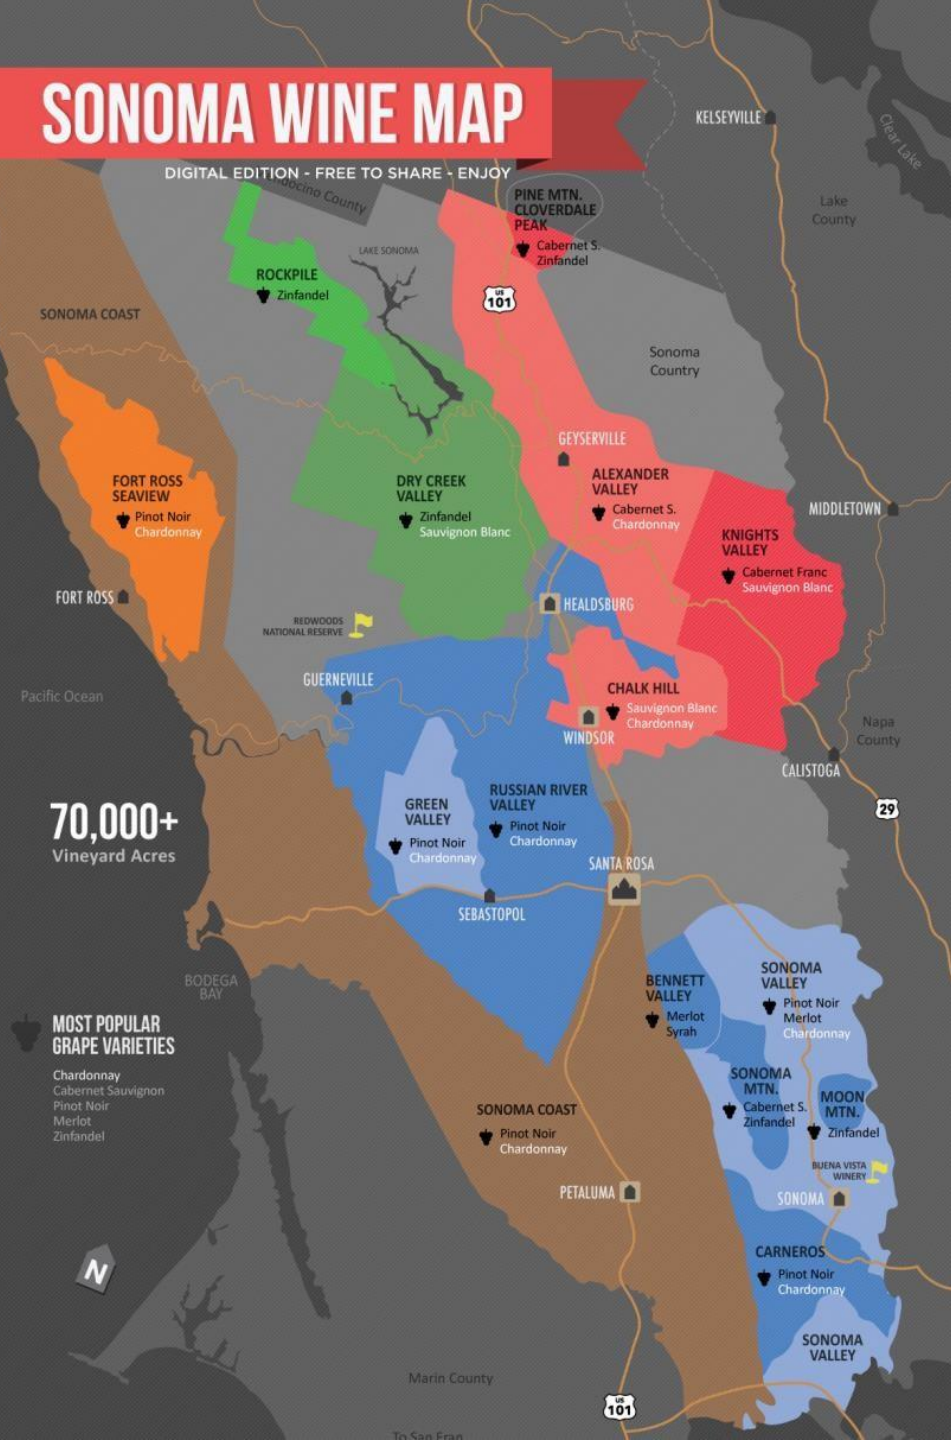 SONOMA WINE MAP
DIGITAL EDITION - FREE TO SHARE - ENJOY
KELSEYVILLE
Clear Lake
Lake
County
County
PINE MTN.
CLOVERDALE
PEAK
Cabernet S.
Zinfandel
LAKE SONOMA
ROCKPILE
Zinfandel
US
101
SONOMA COAST
Sonoma
Country
GEYSERVILLE
ALEXANDER
VALLEY
Cabernet S.
Chardonnay
FORT ROSS
SEAVIEW
Pinot Noir
Chardonnay
DRY CREEK
VALLEY
Zinfandel
Sauvignon Blanc
MIDDLETOWN
KNIGHTS
VALLEY
Cabernet Franc
Sauvignon Blanc
FORT ROSS
HEALDSBURG
REDWOODS
NATIONAL RESERVE
GUERNEVILLE
Pacific Ocean
CHALK HILL
Sauvignon Blanc
Chardonnay
WINDSOR
Napa
County
CALISTOGA
29
70,000+
Vineyard Acres
GREEN
VALLEY
Pinot Noir
Chardonnay
RUSSIAN RIVER
VALLEY
Pinot Noir
Chardonnay
SANTA ROSA
SEBASTOPOL
BODEGA
BAY
BENNETT
VALLEY
Merlot
Syrah
SONOMA
VALLEY
Pinot Noir
Merlot
Chardonnay
MOST POPULAR
GRAPE VARIETIES
Chardonnay
Cabernet Sauvignon
Pinot Noir
Merlot
Zinfandel
SONOMA
MTN.
Cabernet S.
Zinfandel
MOON
MTN.
Zinfandel
SONOMA COAST
Pinot Noir
Chardonnay
BUENA VISTA
WINERY
PETALUMA
SONOMA
N
CARNEROS
Pinot Noir
Chardonnay
SONOMA
VALLEY
Marin County
US
101
To San Fran